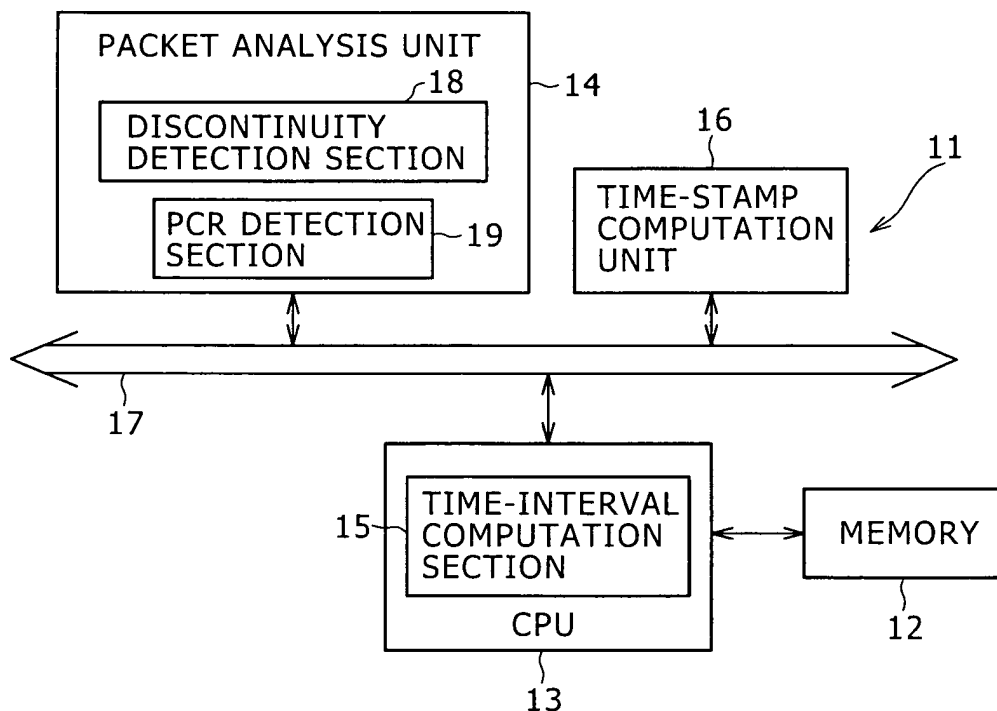 PACKET ANALYSIS UNIT
18
14
DISCONTINUITY
DETECTION SECTION
PCR DETECTION
SECTION
19
16
11
TIME-STAMP
COMPUTATION
UNIT
17
15
TIME-INTERVAL
COMPUTATION
SECTION
CPU
13
MEMORY
12